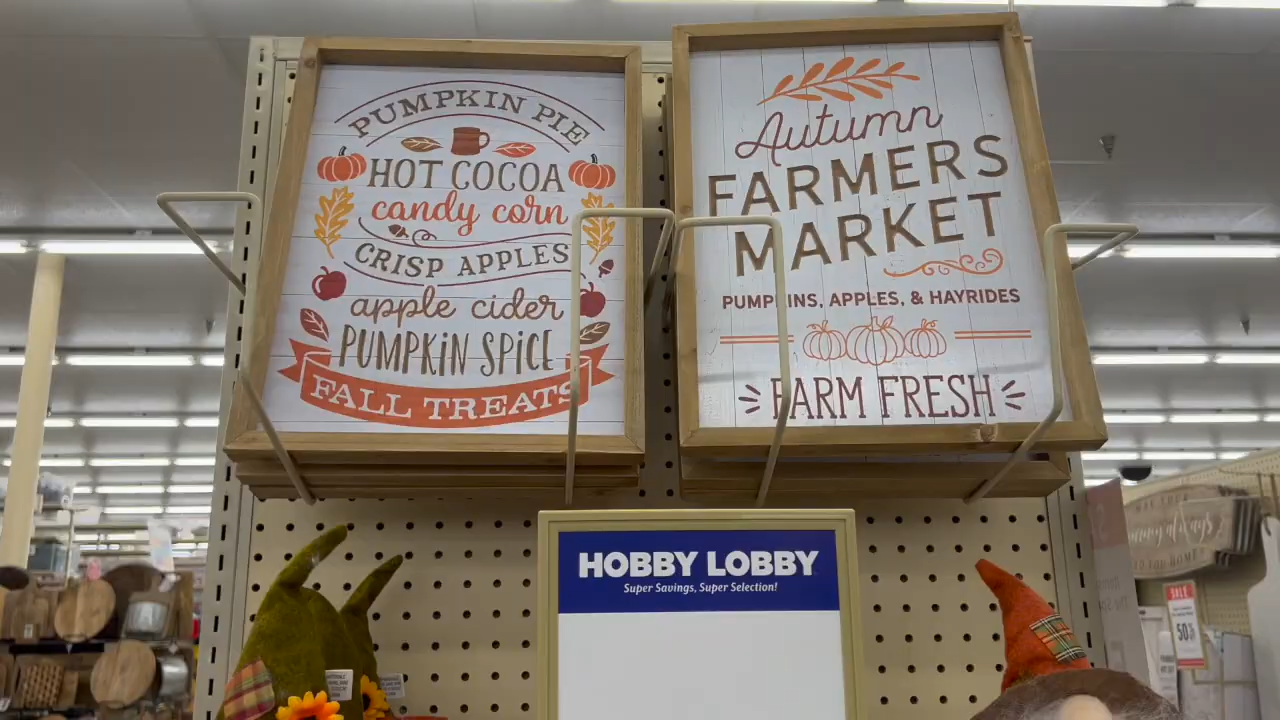 PUMPKIN PIE
HOT COCOA
candy corn
CRISP APPLES
apple cider
PUMPKIN SPICE
FALL TREATS
Autumn
FARMERS
MARKET
PUMPKINS, APPLES, & HAYRIDES
FARM FRESH
HOBBY LOBBY
Super Savings, Super Selection!
always
SALE
50%